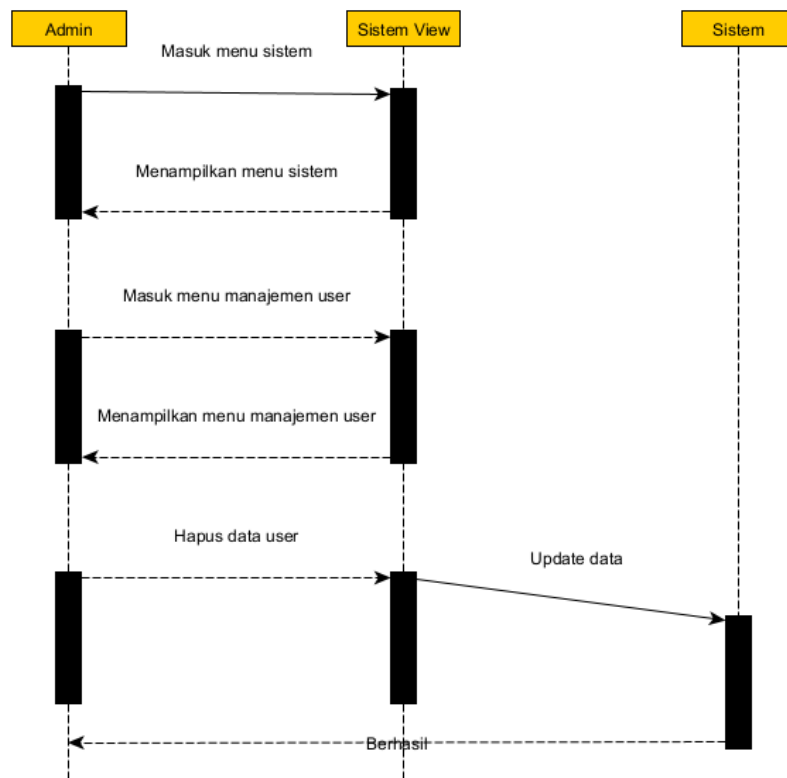 Admin
Sistem View
Sistem
Masuk menu sistem
Menampilkan menu sistem
Masuk menu manajemen user
Menampilkan menu manajemen user
Hapus data user
Update data
Berhasil